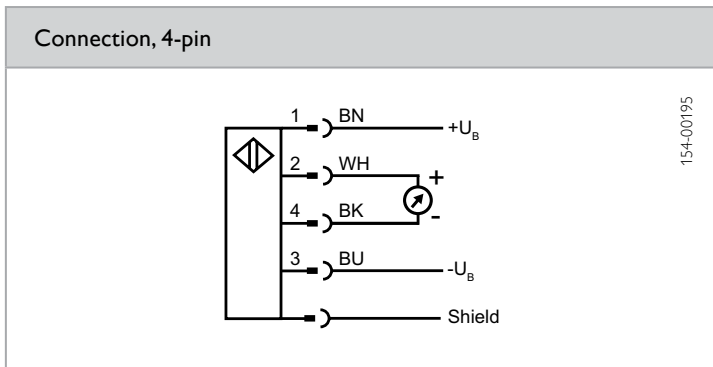 Connection, 4-pin
154-00195
1 BN +U_B
2 WH +
4 BK -
3 BU -U_B
Shield